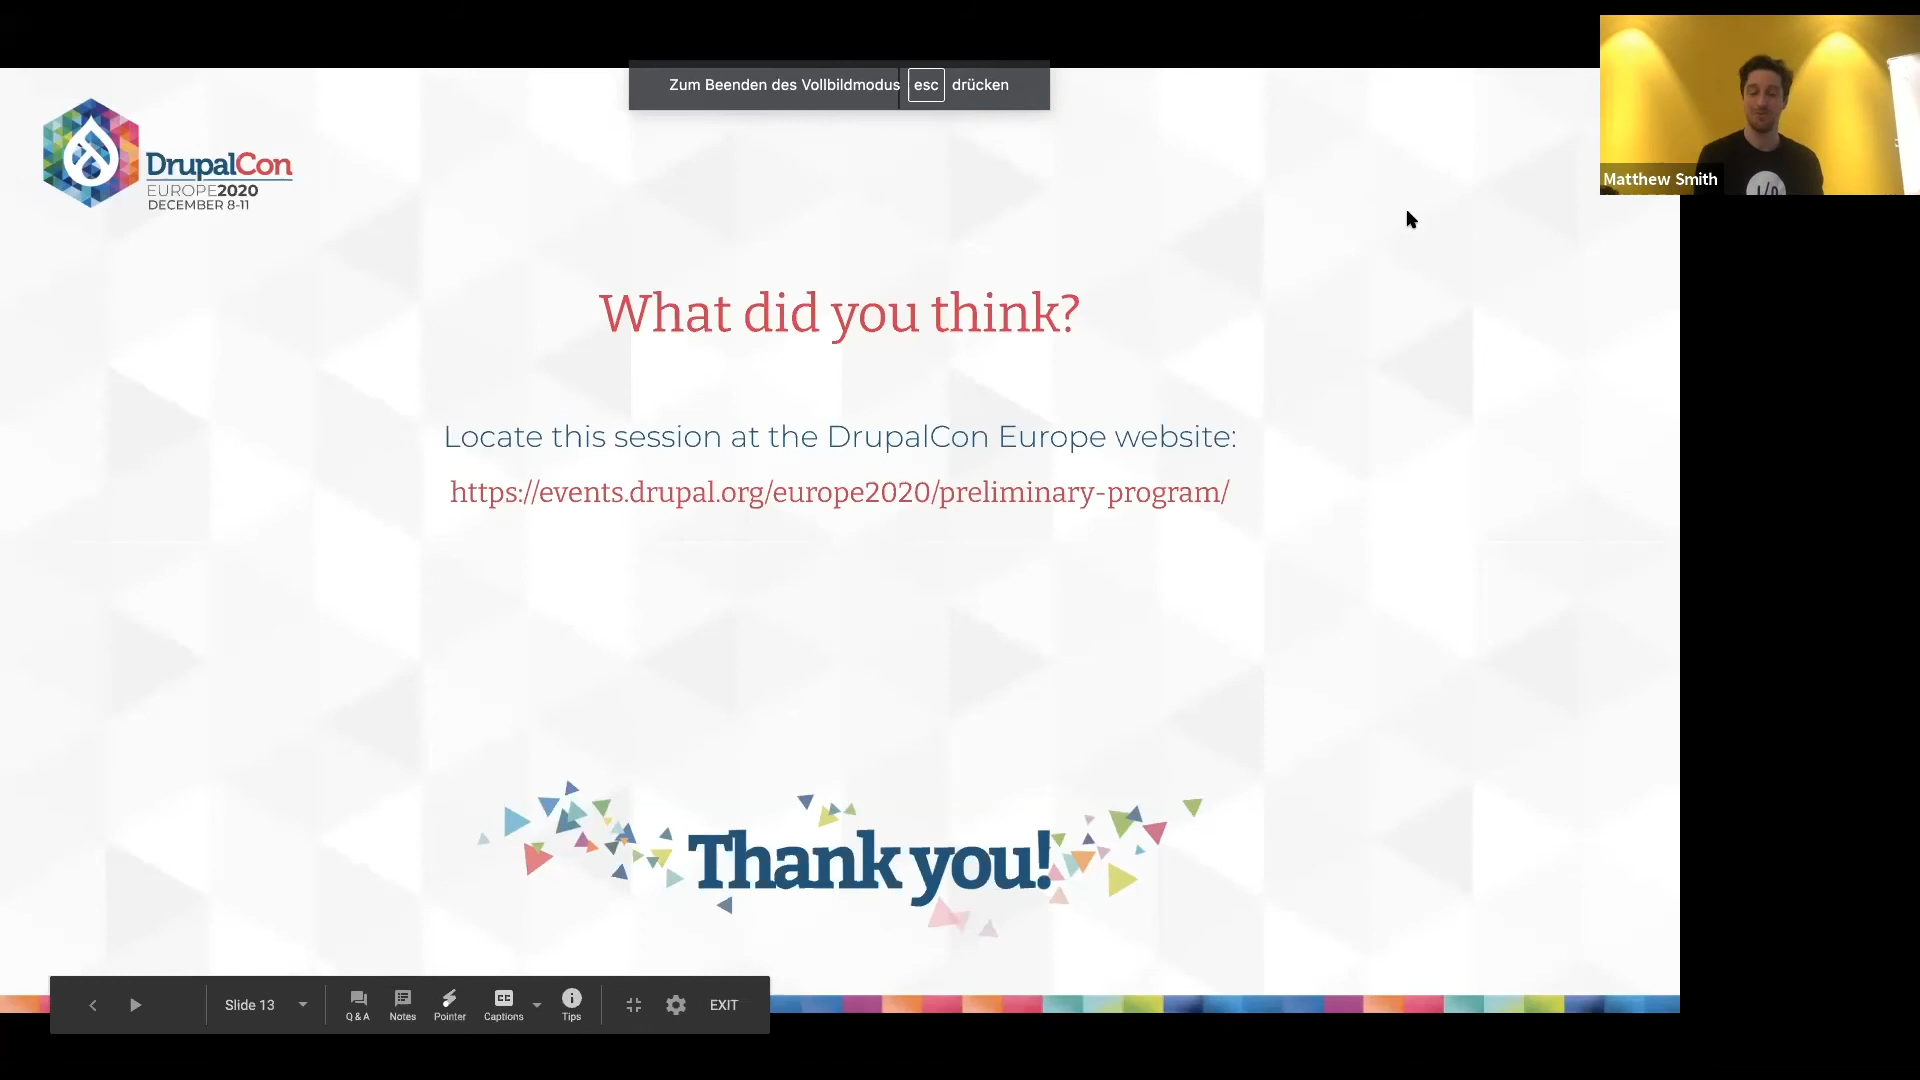 Zum Beenden des Vollbildmodus esc drücken
Matthew Smith
DrupalCon
EUROPE2020
DECEMBER 8-11
What did you think?
Locate this session at the DrupalCon Europe website:
https://events.drupal.org/europe2020/preliminary-program/
Thank you!
Slide 13
Q & A
Notes
Pointer
CC
Captions
Tips
EXIT